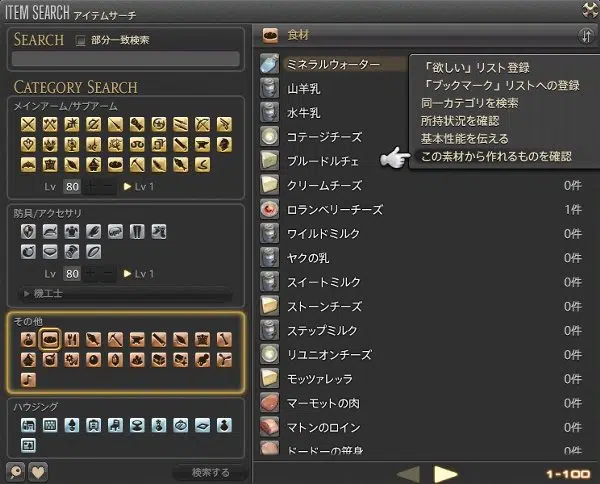 ITEM SEARCH アイテムサーチ
SEARCH 部分一致検索
CATEGORY SEARCH
メインアーム/サブアーム
Lv 80 Lv 1
防具/アクセサリ
Lv 80 Lv 1
機工士
その他
ハウジング
検索する
食材
ミネラルウォーター
山羊乳
水牛乳
コテージチーズ
ブルードルチェ
クリームチーズ 0件
ロランベリーチーズ 1件
ワイルドミルク 0件
ヤクの乳 0件
スイートミルク 0件
ストーンチーズ 0件
ステップミルク 0件
リユニオンチーズ 0件
モッツァレッラ 0件
マーモットの肉 0件
マトンのロイン 0件
ドードーの笹身 0件
「欲しい」リスト登録
「ブックマーク」リストへの登録
同一カテゴリを検索
所持状況を確認
基本性能を伝える
この素材から作れるものを確認
1-100